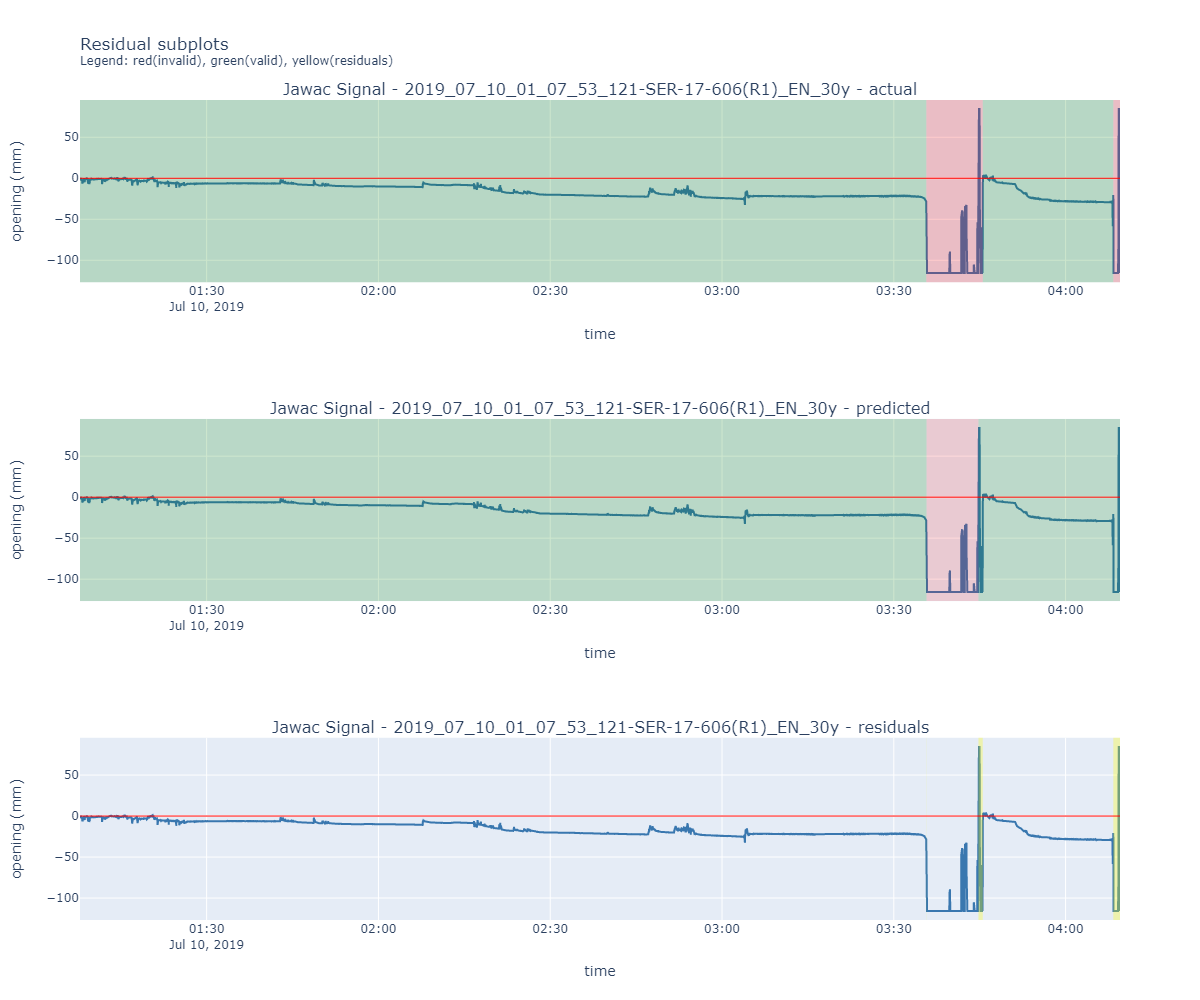 Residual subplots
Legend: red(invalid), green(valid), yellow(residuals)
Jawac Signal - 2019_07_10_01_07_53_121-SER-17-606(R1)_EN_30y - actual
opening (mm)
50
0
−50
−100
01:30 02:00 02:30 03:00 03:30 04:00
Jul 10, 2019
time
Jawac Signal - 2019_07_10_01_07_53_121-SER-17-606(R1)_EN_30y - predicted
opening (mm)
50
0
−50
−100
01:30 02:00 02:30 03:00 03:30 04:00
Jul 10, 2019
time
Jawac Signal - 2019_07_10_01_07_53_121-SER-17-606(R1)_EN_30y - residuals
opening (mm)
50
0
−50
−100
01:30 02:00 02:30 03:00 03:30 04:00
Jul 10, 2019
time